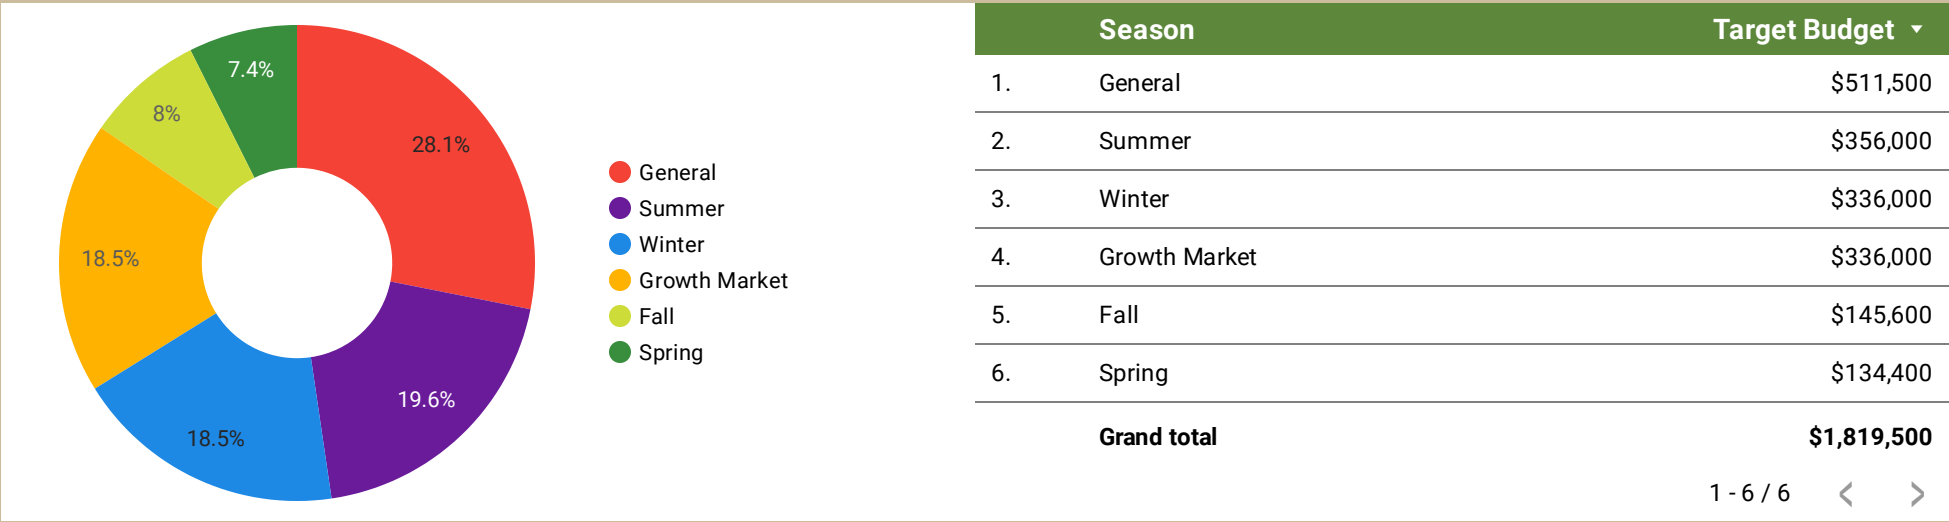 7.4%
8%
28.1%
18.5%
19.6%
18.5%
General
Summer
Winter
Growth Market
Fall
Spring
Season Target Budget
1. General $511,500
2. Summer $356,000
3. Winter $336,000
4. Growth Market $336,000
5. Fall $145,600
6. Spring $134,400
Grand total $1,819,500
1 - 6 / 6